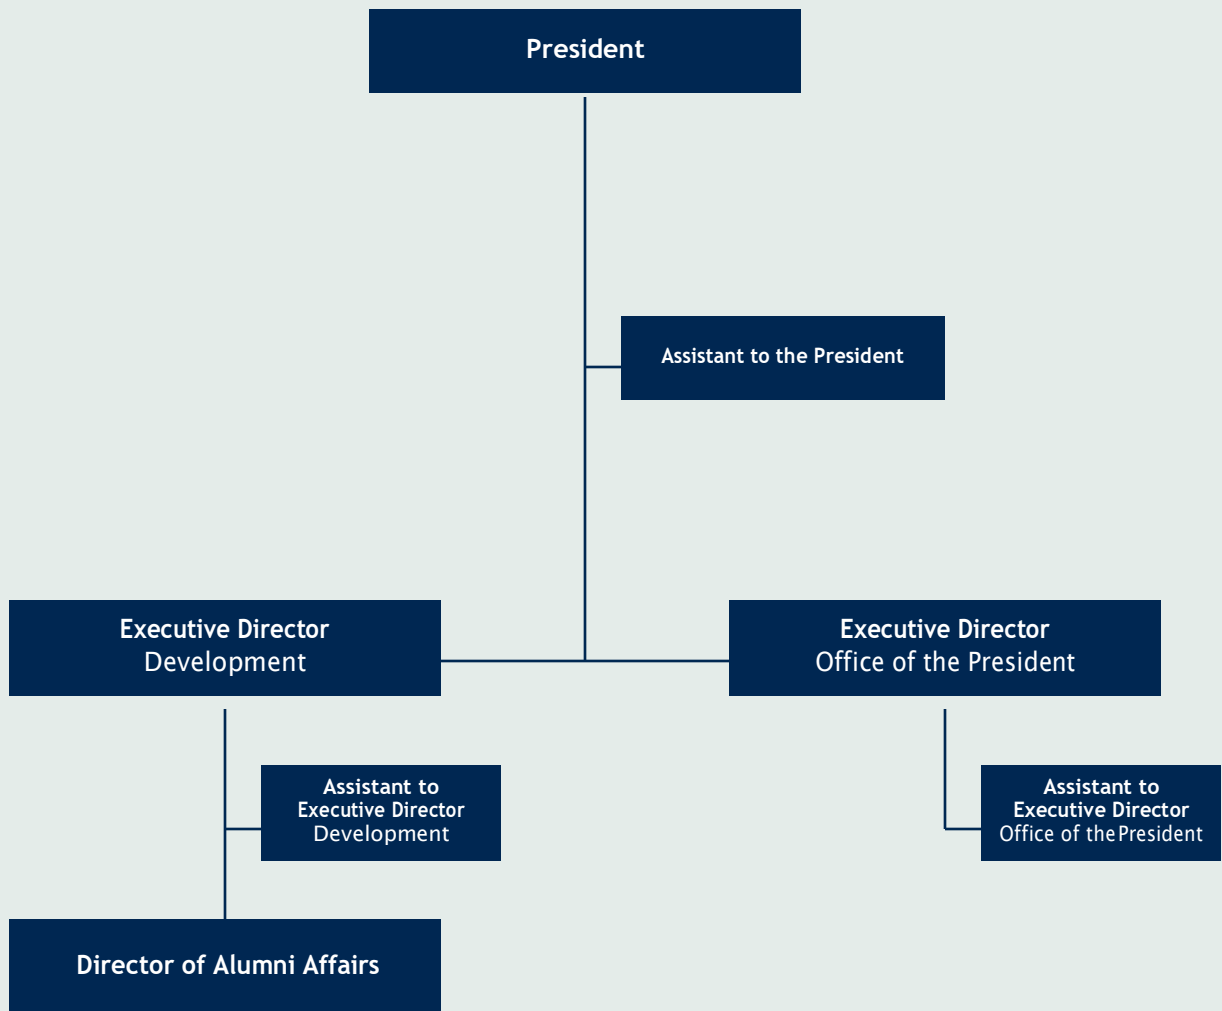 President
Assistant to the President
Executive Director
Development
Executive Director
Office of the President
Assistant to
Executive Director
Development
Assistant to
Executive Director
Office of the President
Director of Alumni Affairs